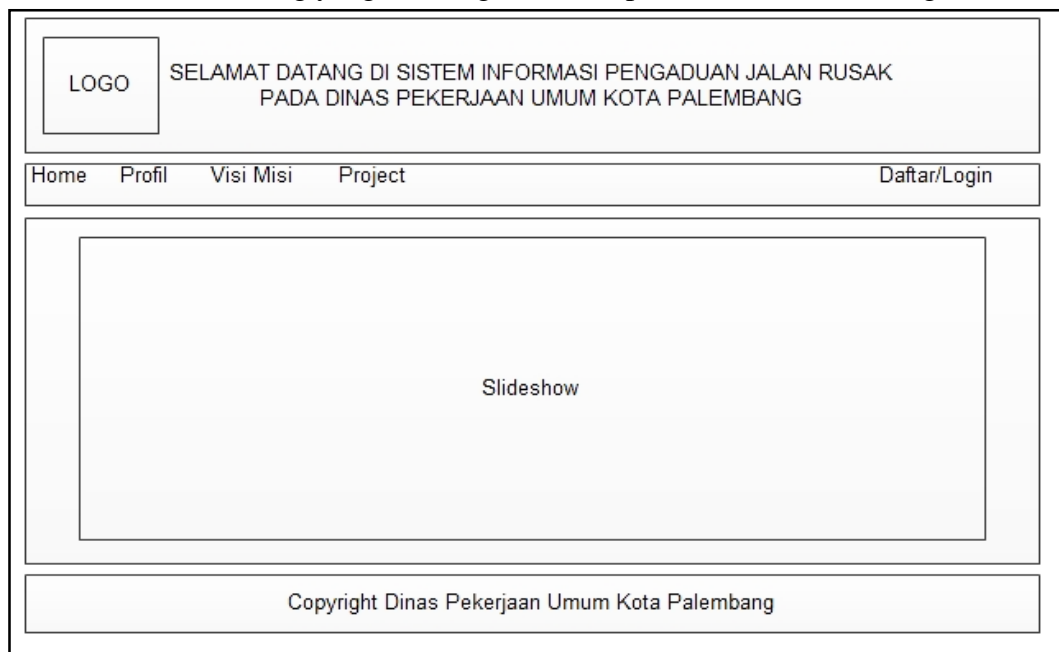 LOGO
SELAMAT DATANG DI SISTEM INFORMASI PENGADUAN JALAN RUSAK
PADA DINAS PEKERJAAN UMUM KOTA PALEMBANG
Home Profil Visi Misi Project Daftar/Login
Slideshow
Copyright Dinas Pekerjaan Umum Kota Palembang